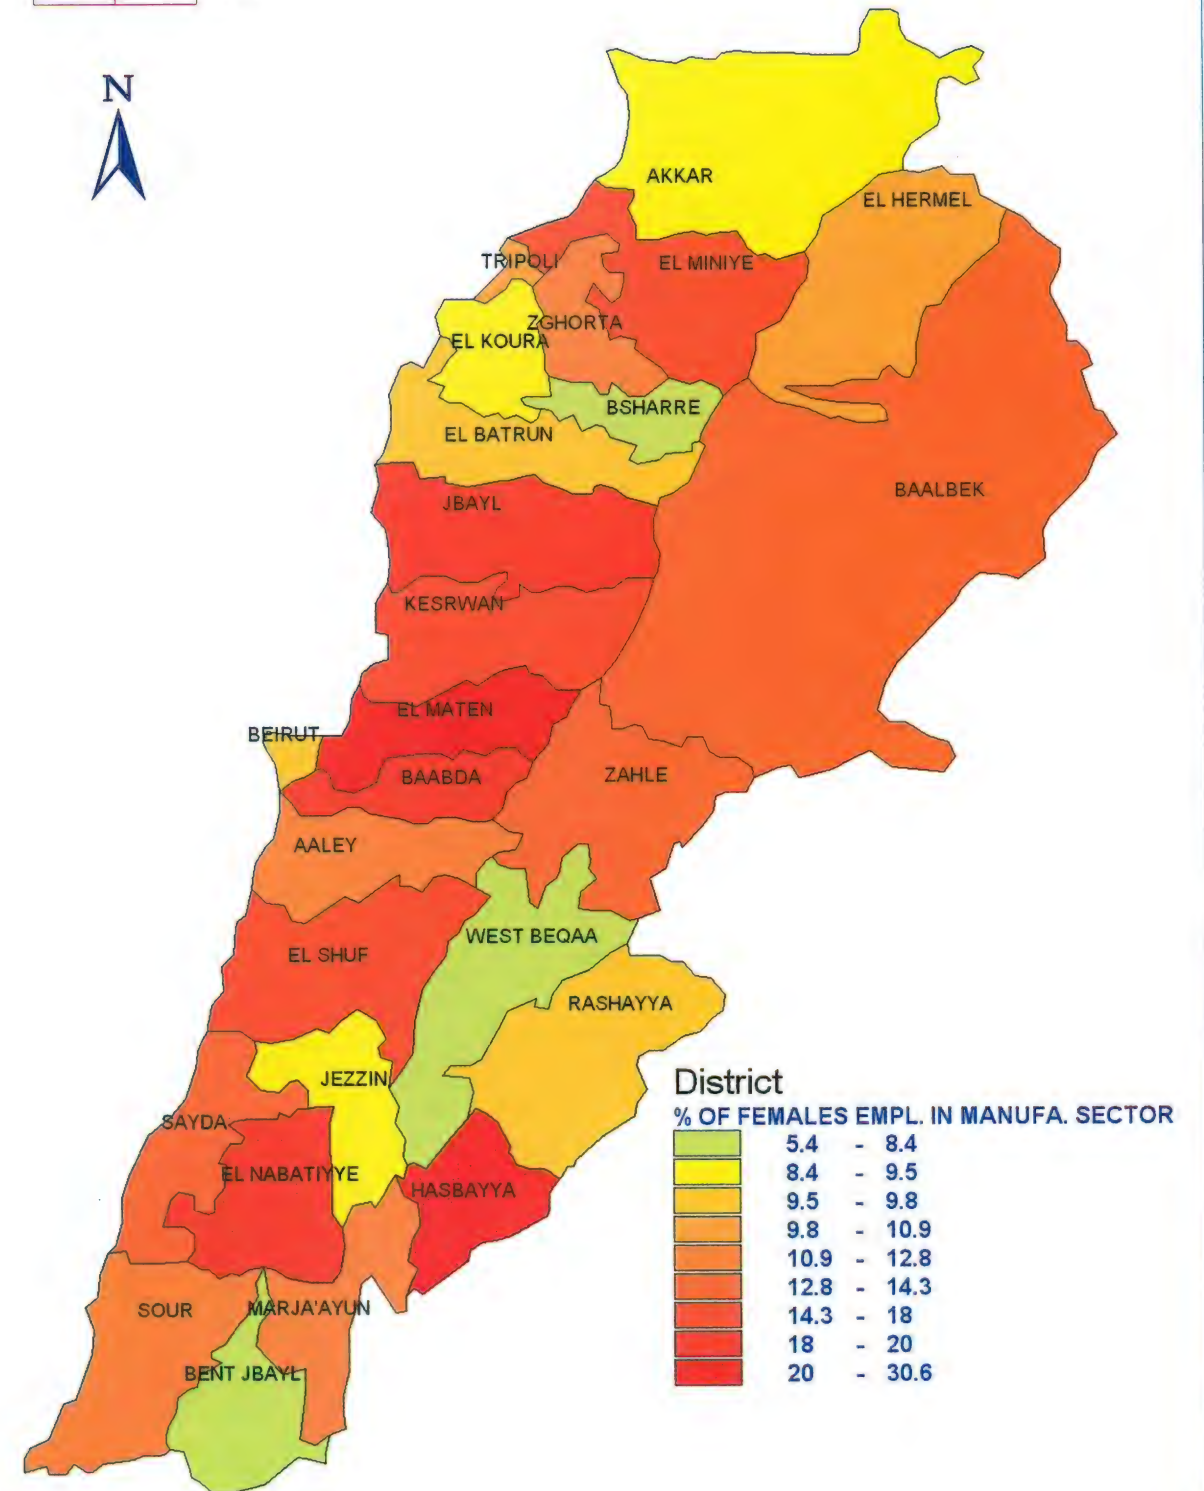 N
AKKAR
EL HERMEL
TRIPOLI
EL MINIYE
ZGHORTA
EL KOURA
BSHARRE
EL BATRUN
BAALBEK
JBAYL
KESRWAN
EL MATEN
BEIRUT
BAABDA
ZAHLE
AALEY
WEST BEQAA
EL SHUF
RASHAYYA
JEZZIN
SAYDA
EL NABATIYYE
HASBAYYA
SOUR
MARJA'AYUN
BENT JBAYL
District
% OF FEMALES EMPL. IN MANUFA. SECTOR
5.4 - 8.4
8.4 - 9.5
9.5 - 9.8
9.8 - 10.9
10.9 - 12.8
12.8 - 14.3
14.3 - 18
18 - 20
20 - 30.6